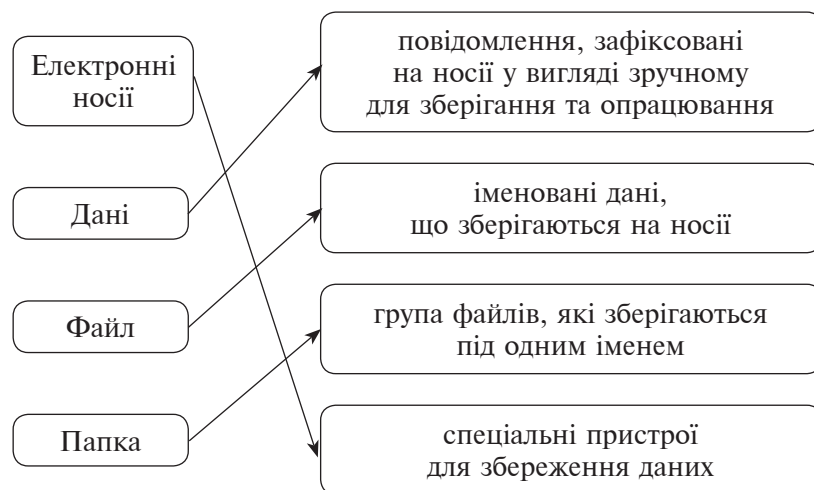 Електронні
носії
Дані
Файл
Папка
повідомлення, зафіксовані
на носії у вигляді зручному
для зберігання та опрацювання
іменовані дані,
що зберігаються на носії
група файлів, які зберігаються
під одним іменем
спеціальні пристрої
для збереження даних